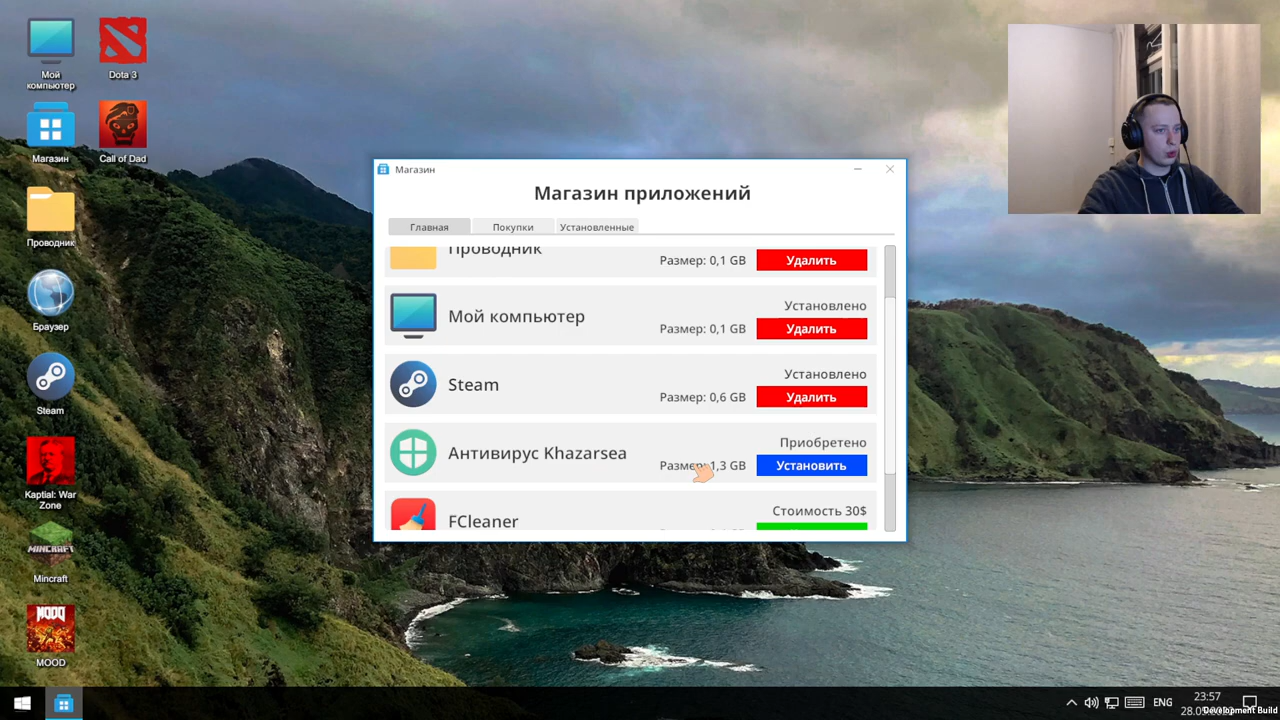 Мой
компьютер
Dota 3
Магазин
Call of Dad
Проводник
Браузер
Steam
Kaptial: War
Zone
MINCRAFT
Mincraft
MOOD
MOOD
Магазин
Магазин приложений
Главная
Покупки
Установленные
Проводник
Размер: 0,1 GB
Удалить
Мой компьютер
Установлено
Размер: 0,1 GB
Удалить
Steam
Установлено
Размер: 0,6 GB
Удалить
Антивирус Khazarsea
Приобретено
1,3 GB
Установить
FCleaner
Стоимость 30$
ENG
23:57
Development Build